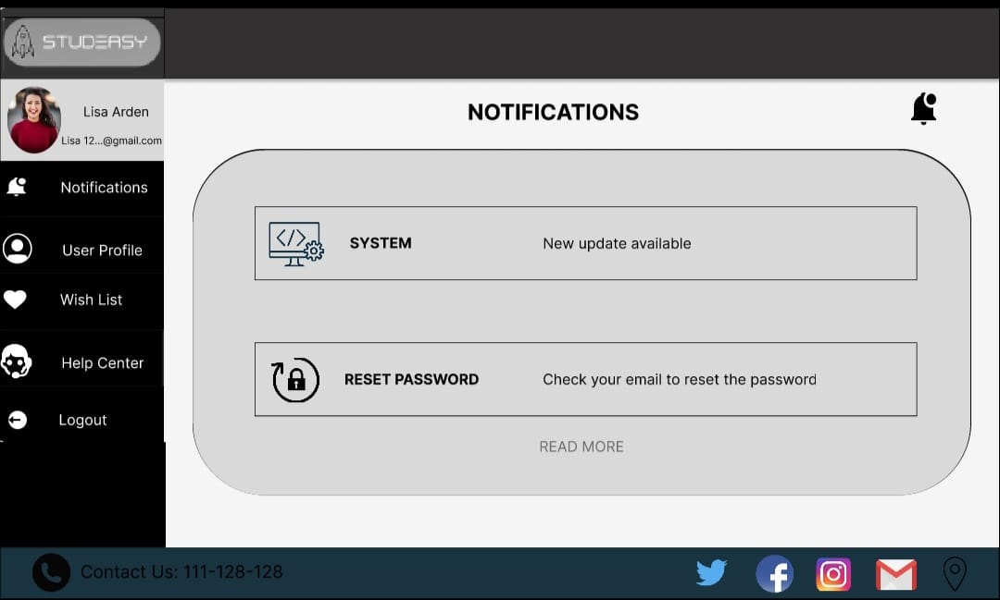 STUDEASY
Lisa Arden
Lisa 12...@gmail.com
Notifications
User Profile
Wish List
Help Center
Logout
NOTIFICATIONS
</>
SYSTEM
New update available
RESET PASSWORD
Check your email to reset the password
READ MORE
Contact Us: 111-128-128